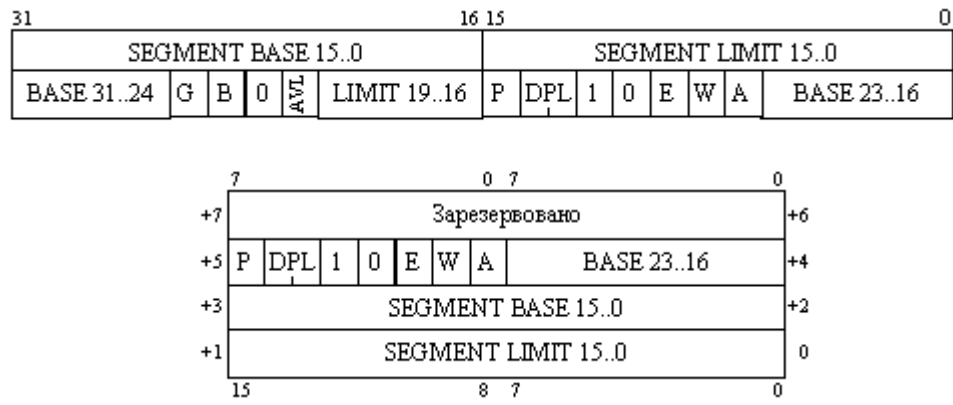 31 16 15 0
SEGMENT BASE 15..0 SEGMENT LIMIT 15..0
BASE 31..24 G B 0 AVL LIMIT 19..16 P DPL 1 0 E W A BASE 23..16
7 0 7 0
+7 Зарезервовано +6
+5 P DPL 1 0 E W A BASE 23..16 +4
+3 SEGMENT BASE 15..0 +2
+1 SEGMENT LIMIT 15..0 0
15 8 7 0